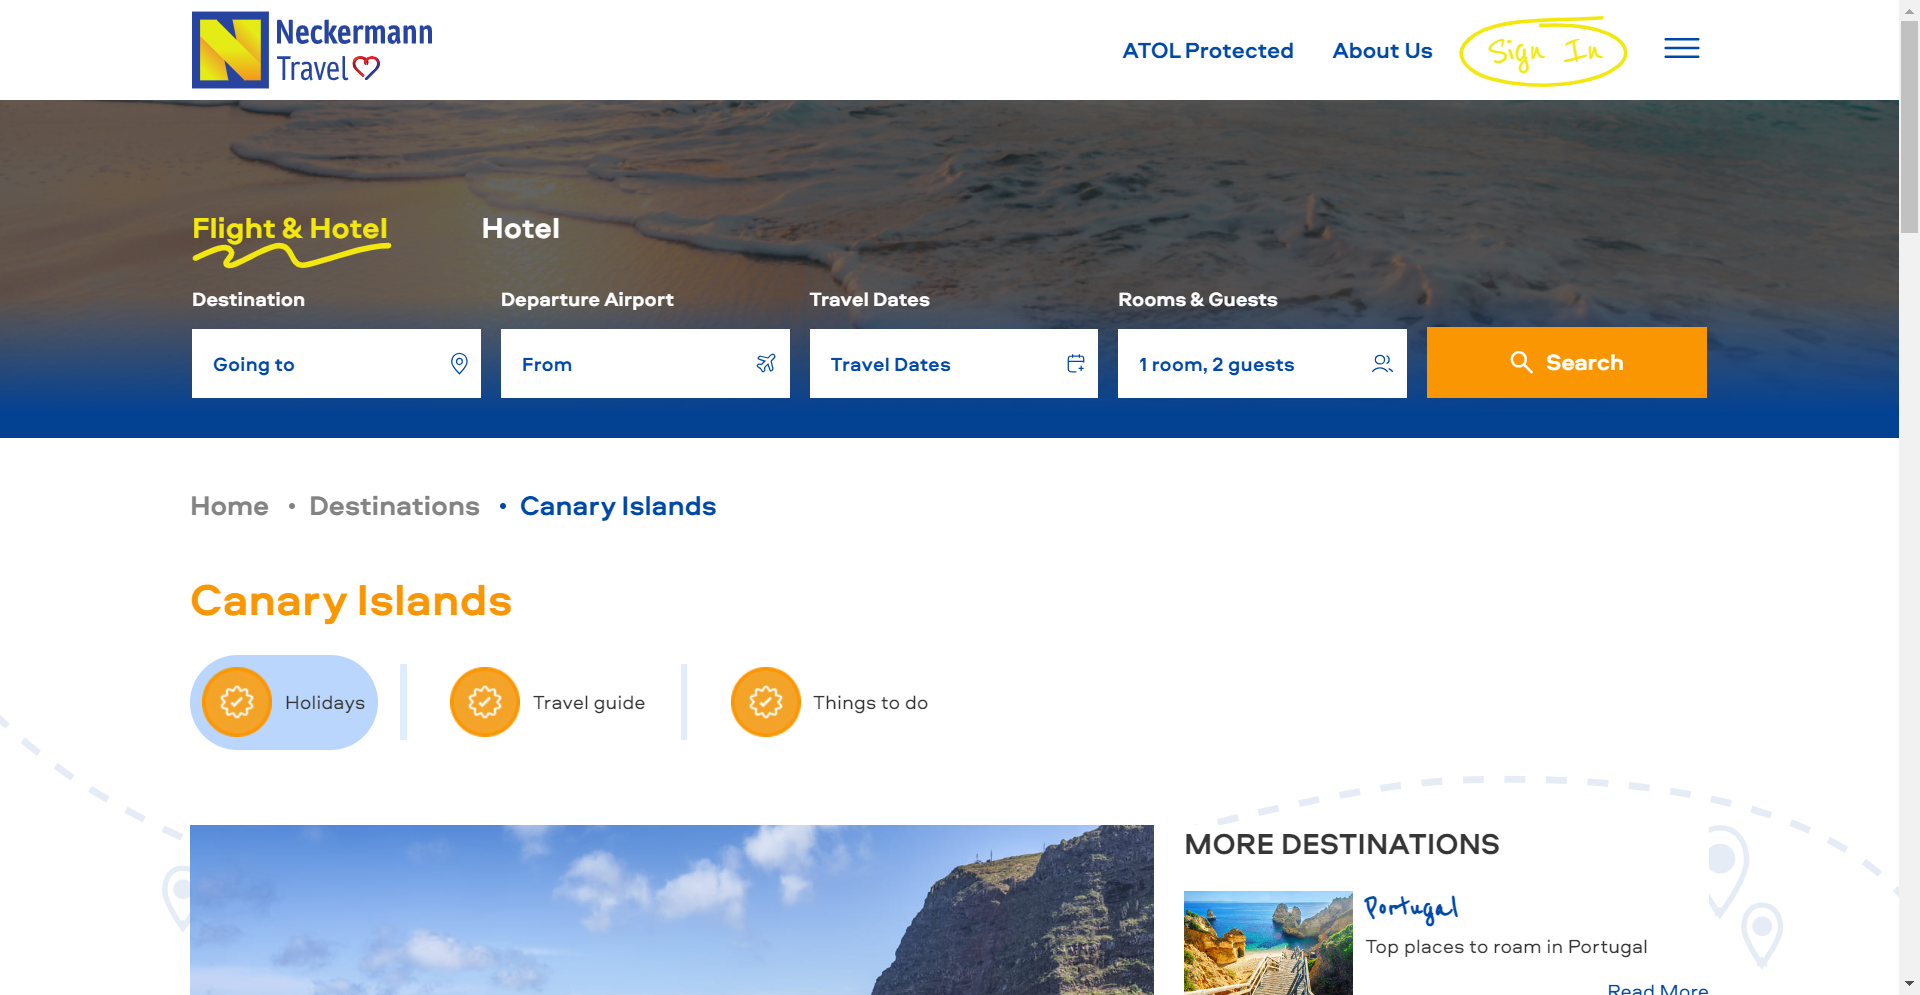 Neckermann
Travel
ATOL Protected
About Us
Sign In
Flight & Hotel
Hotel
Destination
Departure Airport
Travel Dates
Rooms & Guests
Going to
From
Travel Dates
1 room, 2 guests
Search
Home • Destinations • Canary Islands
Canary Islands
Holidays
Travel guide
Things to do
MORE DESTINATIONS
Portugal
Top places to roam in Portugal
Read More